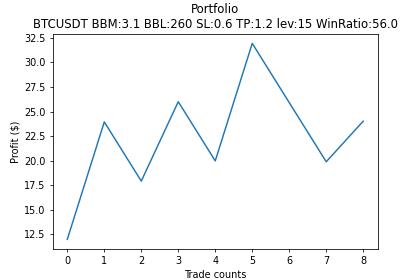 Portfolio
BTCUSDT BBM:3.1 BBL:260 SL:0.6 TP:1.2 lev:15 WinRatio:56.0
32.5
30.0
27.5
25.0
22.5
20.0
17.5
15.0
12.5
Profit ($)
0 1 2 3 4 5 6 7 8
Trade counts